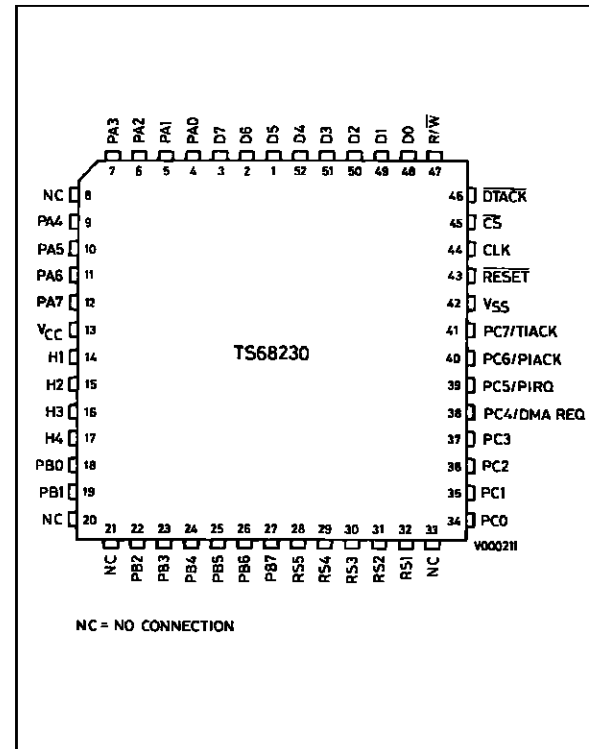 PA3 PA2 PA1 PA0 D7 D6 D5 D4 D3 D2 D1 D0 R/W̅
7 6 5 4 3 2 1 52 51 50 49 48 47
NC 8
PA4 9
PA5 10
PA6 11
PA7 12
VCC 13
H1 14
H2 15
H3 16
H4 17
PB0 18
PB1 19
NC 20
TS68230
46 D̅T̅A̅C̅K̅
45 C̅S̅
44 CLK
43 R̅E̅S̅E̅T̅
42 VSS
41 PC7/TIACK
40 PC6/PIACK
39 PC5/PIRQ
38 PC4/DMA REQ
37 PC3
36 PC2
35 PC1
34 PC0
21 22 23 24 25 26 27 28 29 30 31 32 33
NC PB2 PB3 PB4 PB5 PB6 PB7 RS5 RS4 RS3 RS2 RS1 NC
V000211
NC = NO CONNECTION